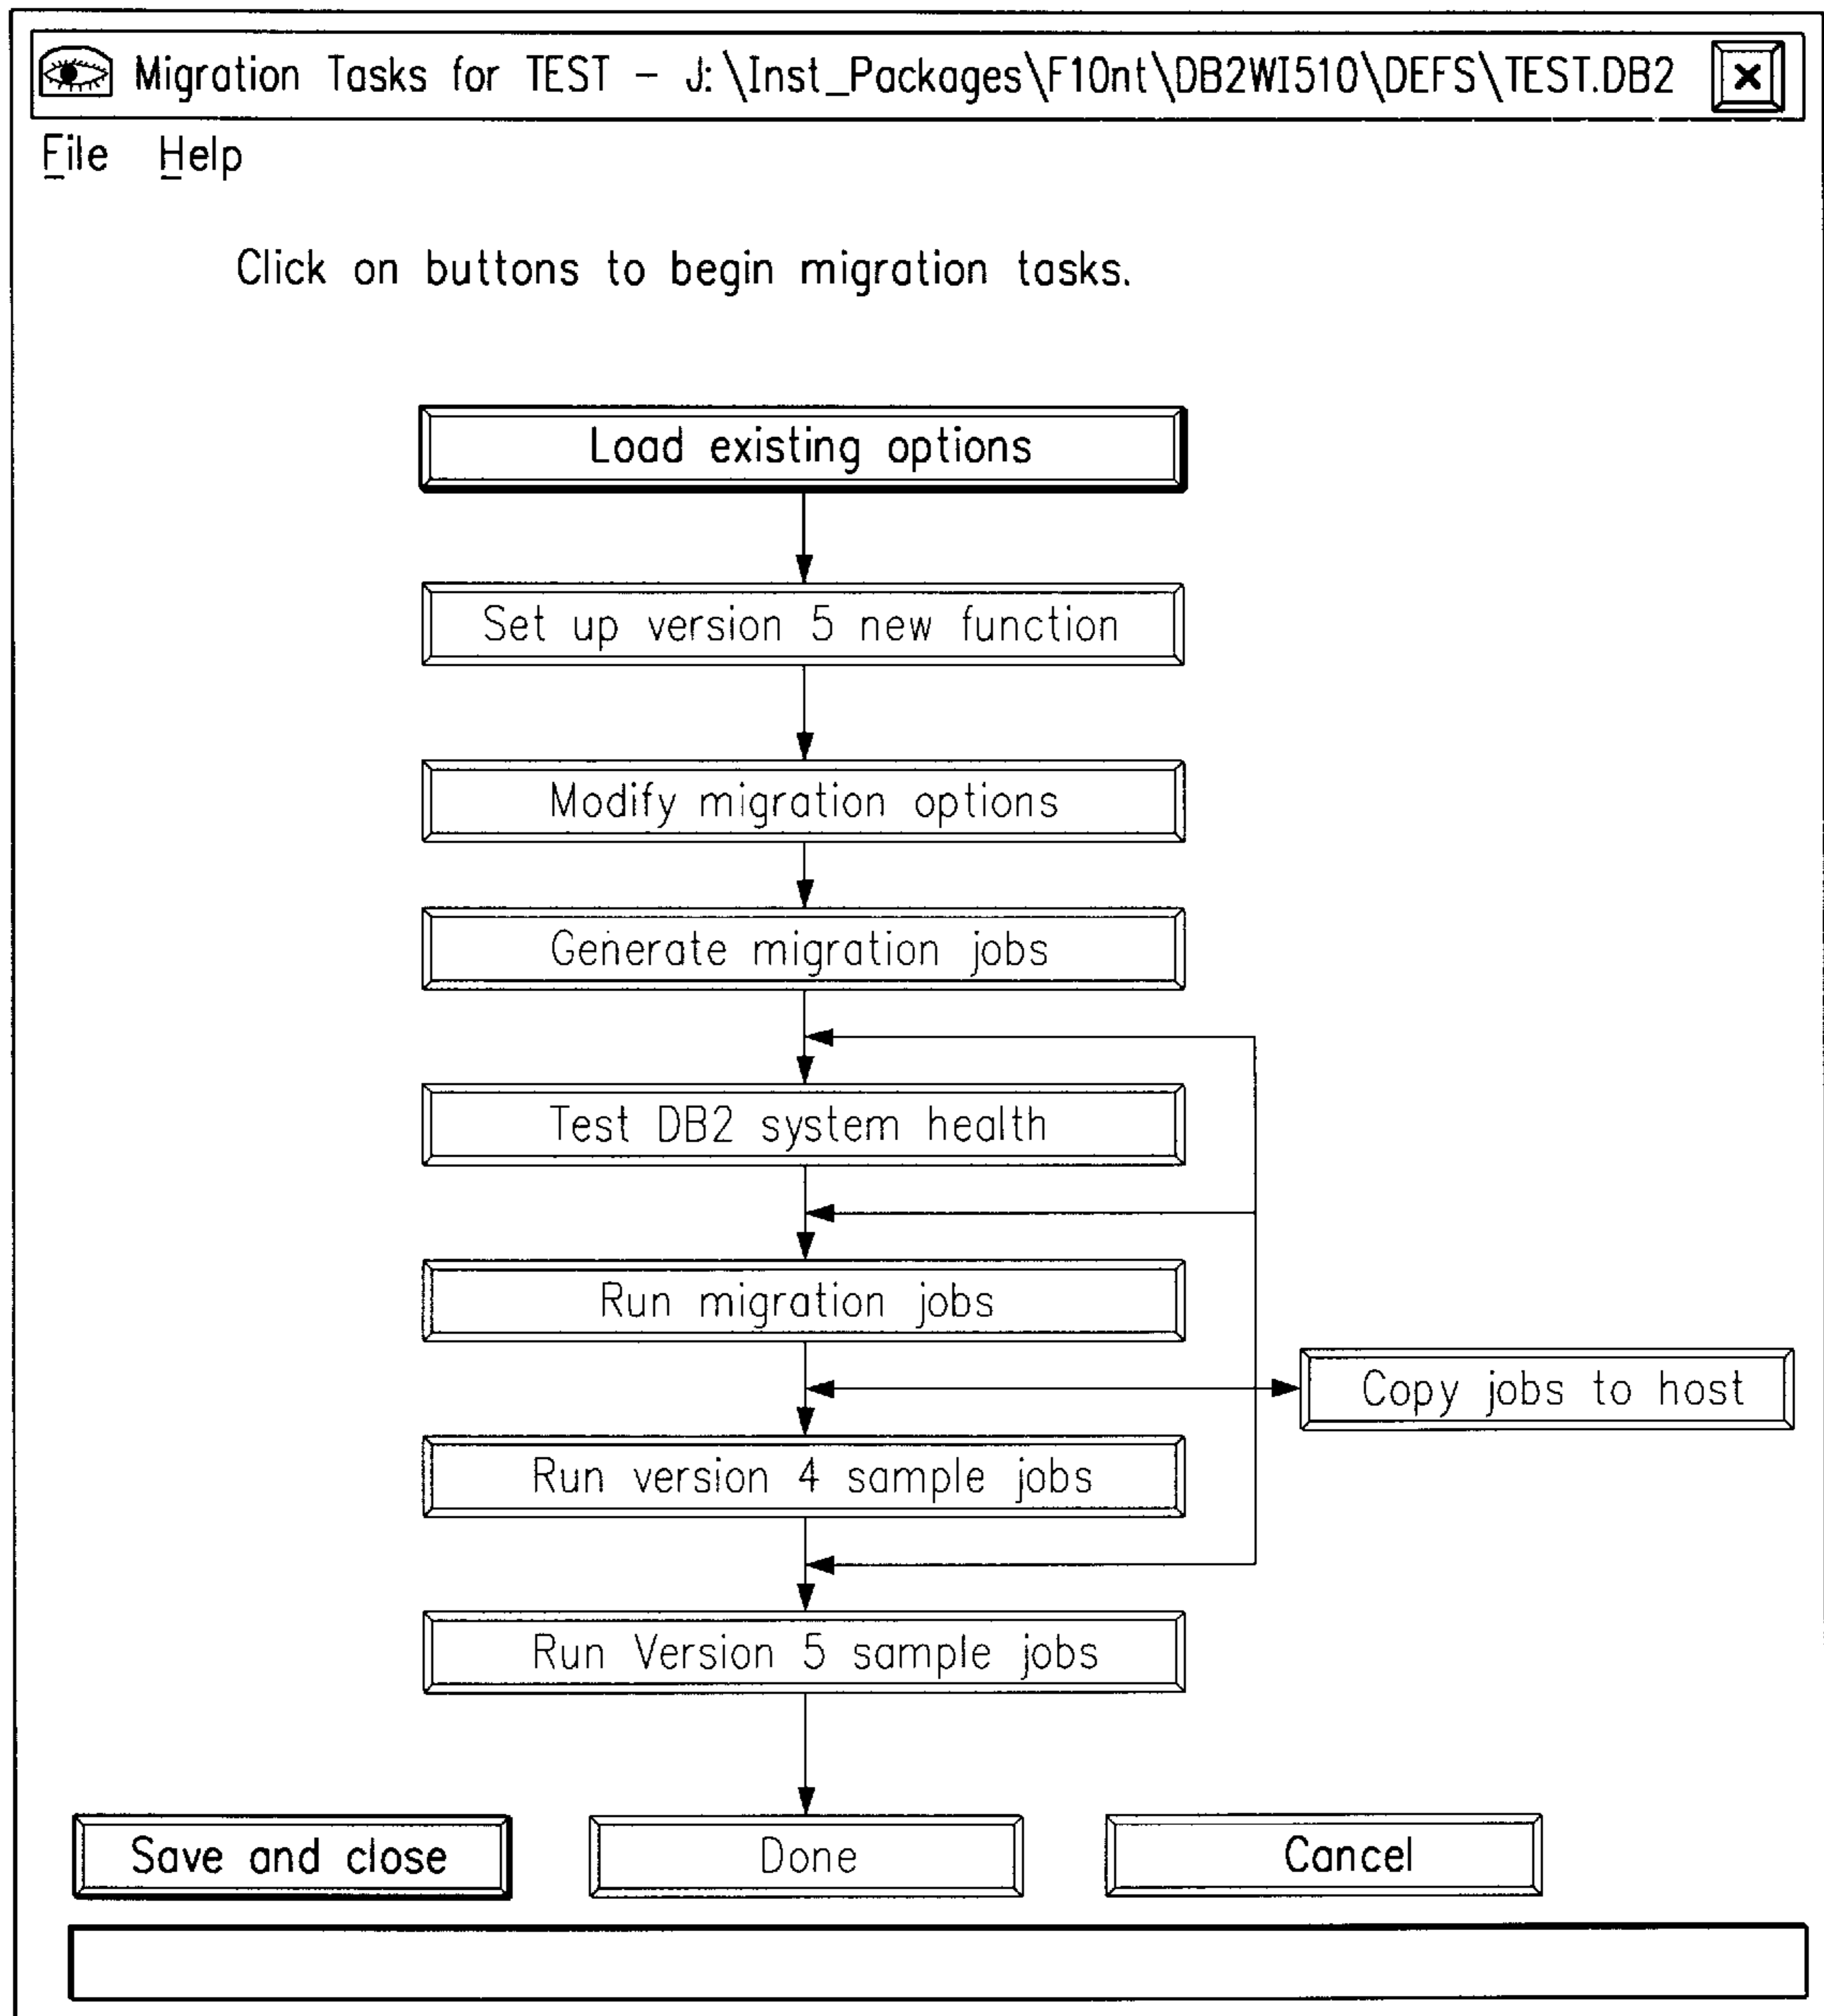 Migration Tasks for TEST - J:\Inst_Packages\F10nt\DB2WI510\DEFS\TEST.DB2
File Help
Click on buttons to begin migration tasks.
Load existing options
Set up version 5 new function
Modify migration options
Generate migration jobs
Test DB2 system health
Run migration jobs
Copy jobs to host
Run version 4 sample jobs
Run Version 5 sample jobs
Save and close
Done
Cancel